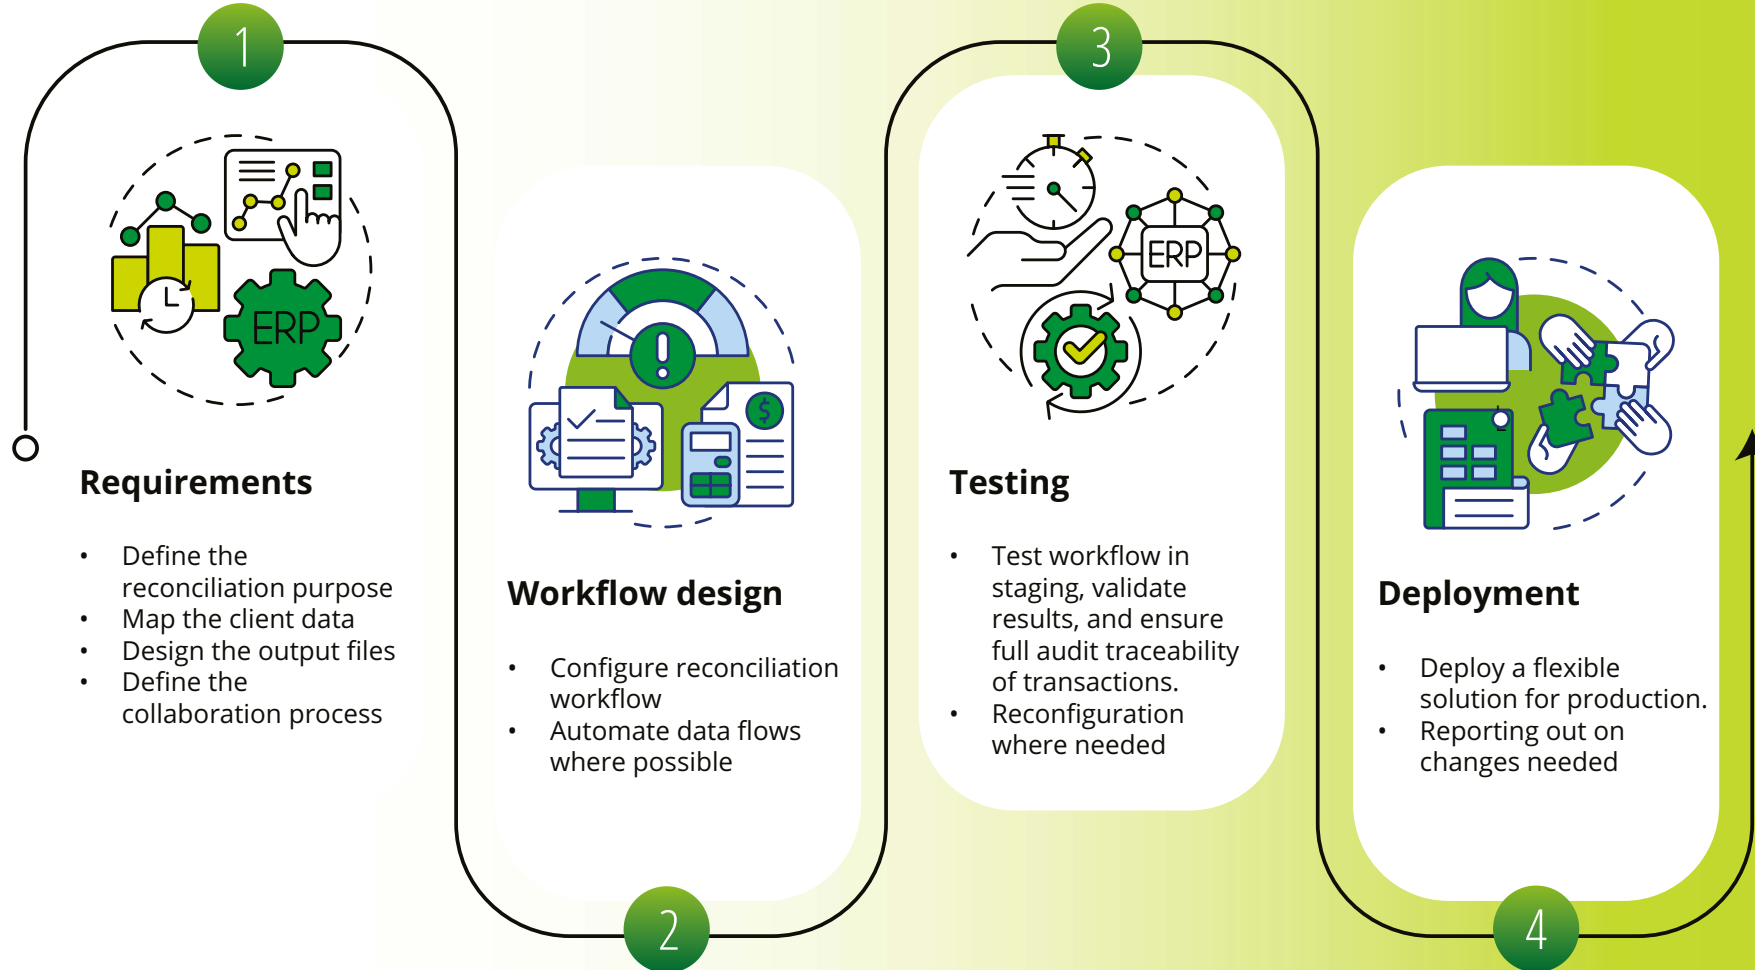 1
ERP
Requirements
• Define the
reconciliation purpose
• Map the client data
• Design the output files
• Define the
collaboration process
$
Workflow design
• Configure reconciliation
workflow
• Automate data flows
where possible
2
3
ERP
Testing
• Test workflow in
staging, validate
results, and ensure
full audit traceability
of transactions.
• Reconfiguration
where needed
Deployment
• Deploy a flexible
solution for production.
• Reporting out on
changes needed
4